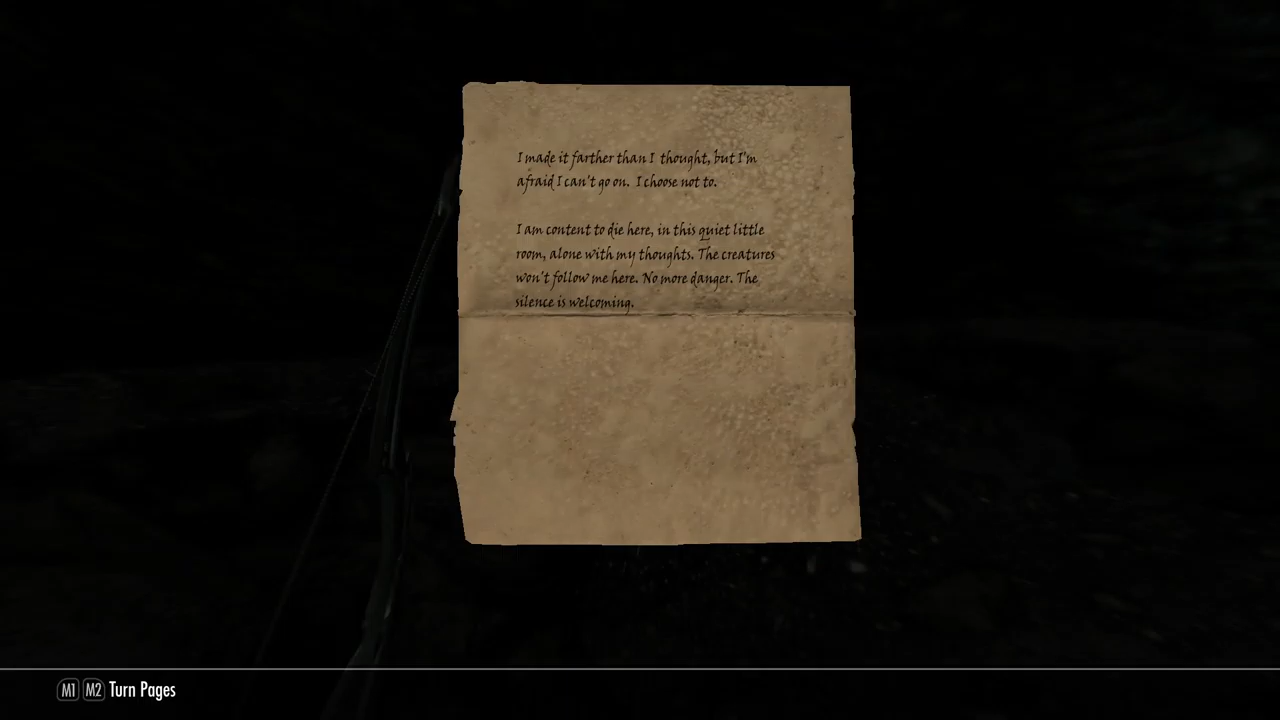 I made it farther than I thought, but I'm
afraid I can't go on. I choose not to.
I am content to die here, in this quiet little
room, alone with my thoughts. The creatures
won't follow me here. No more danger. The
silence is welcoming.
M1 M2 Turn Pages